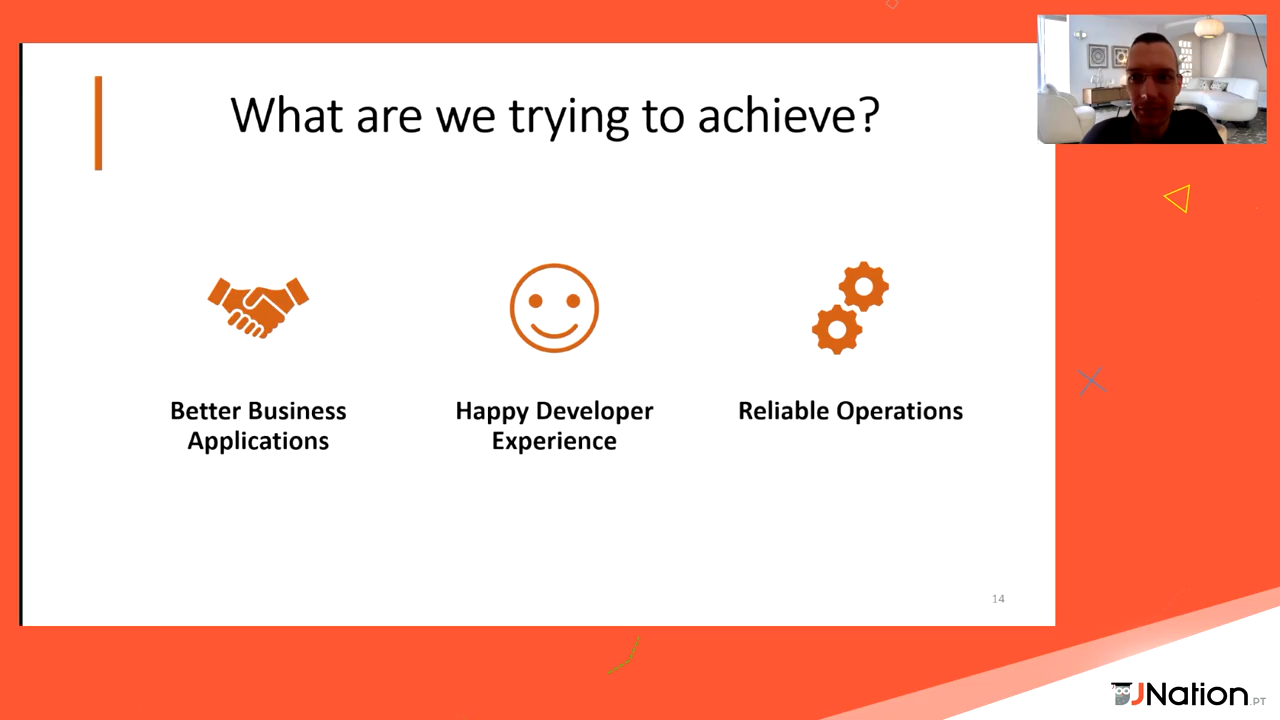 What are we trying to achieve?
Better Business
Applications
Happy Developer
Experience
Reliable Operations
14
JNation.PT